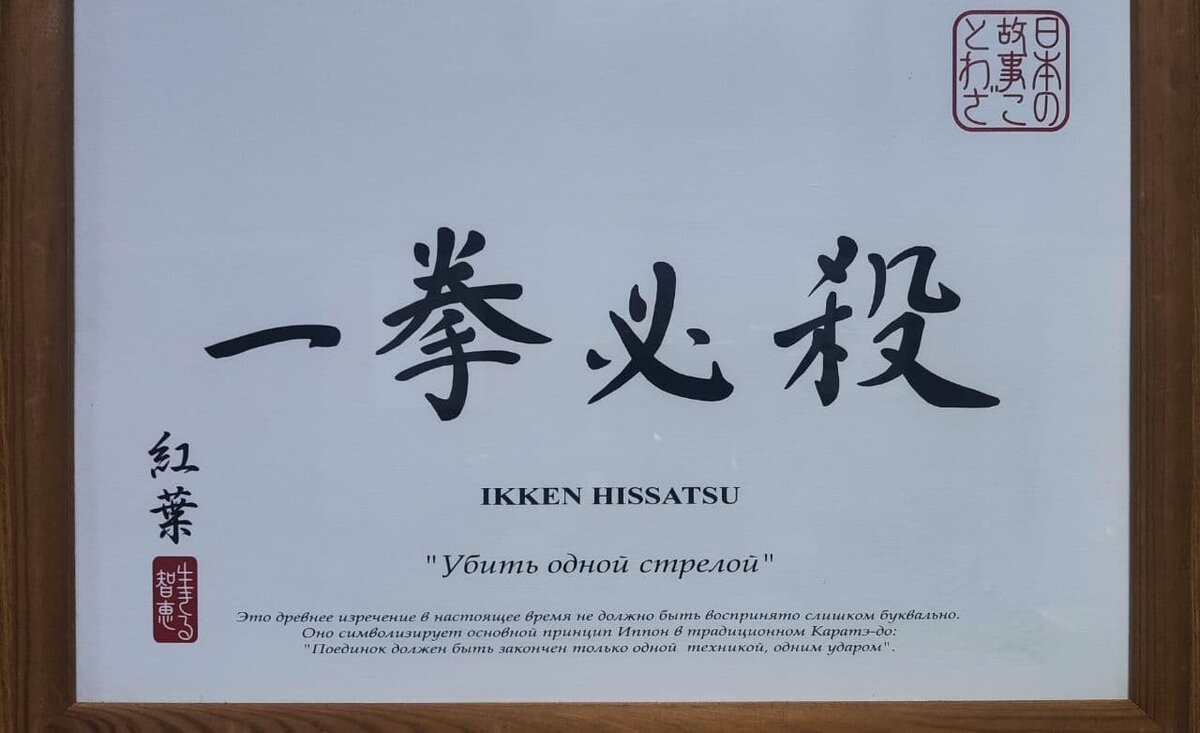 日本の
故事こ
とわざ
一拳必殺
紅葉
生きる
智恵
IKKEN HISSATSU
"Убить одной стрелой"
Это древнее изречение в настоящее время не должно быть воспринято слишком буквально.
Оно символизирует основной принцип Иппон в традиционном Каратэ-до:
"Поединок должен быть закончен только одной техникой, одним ударом".